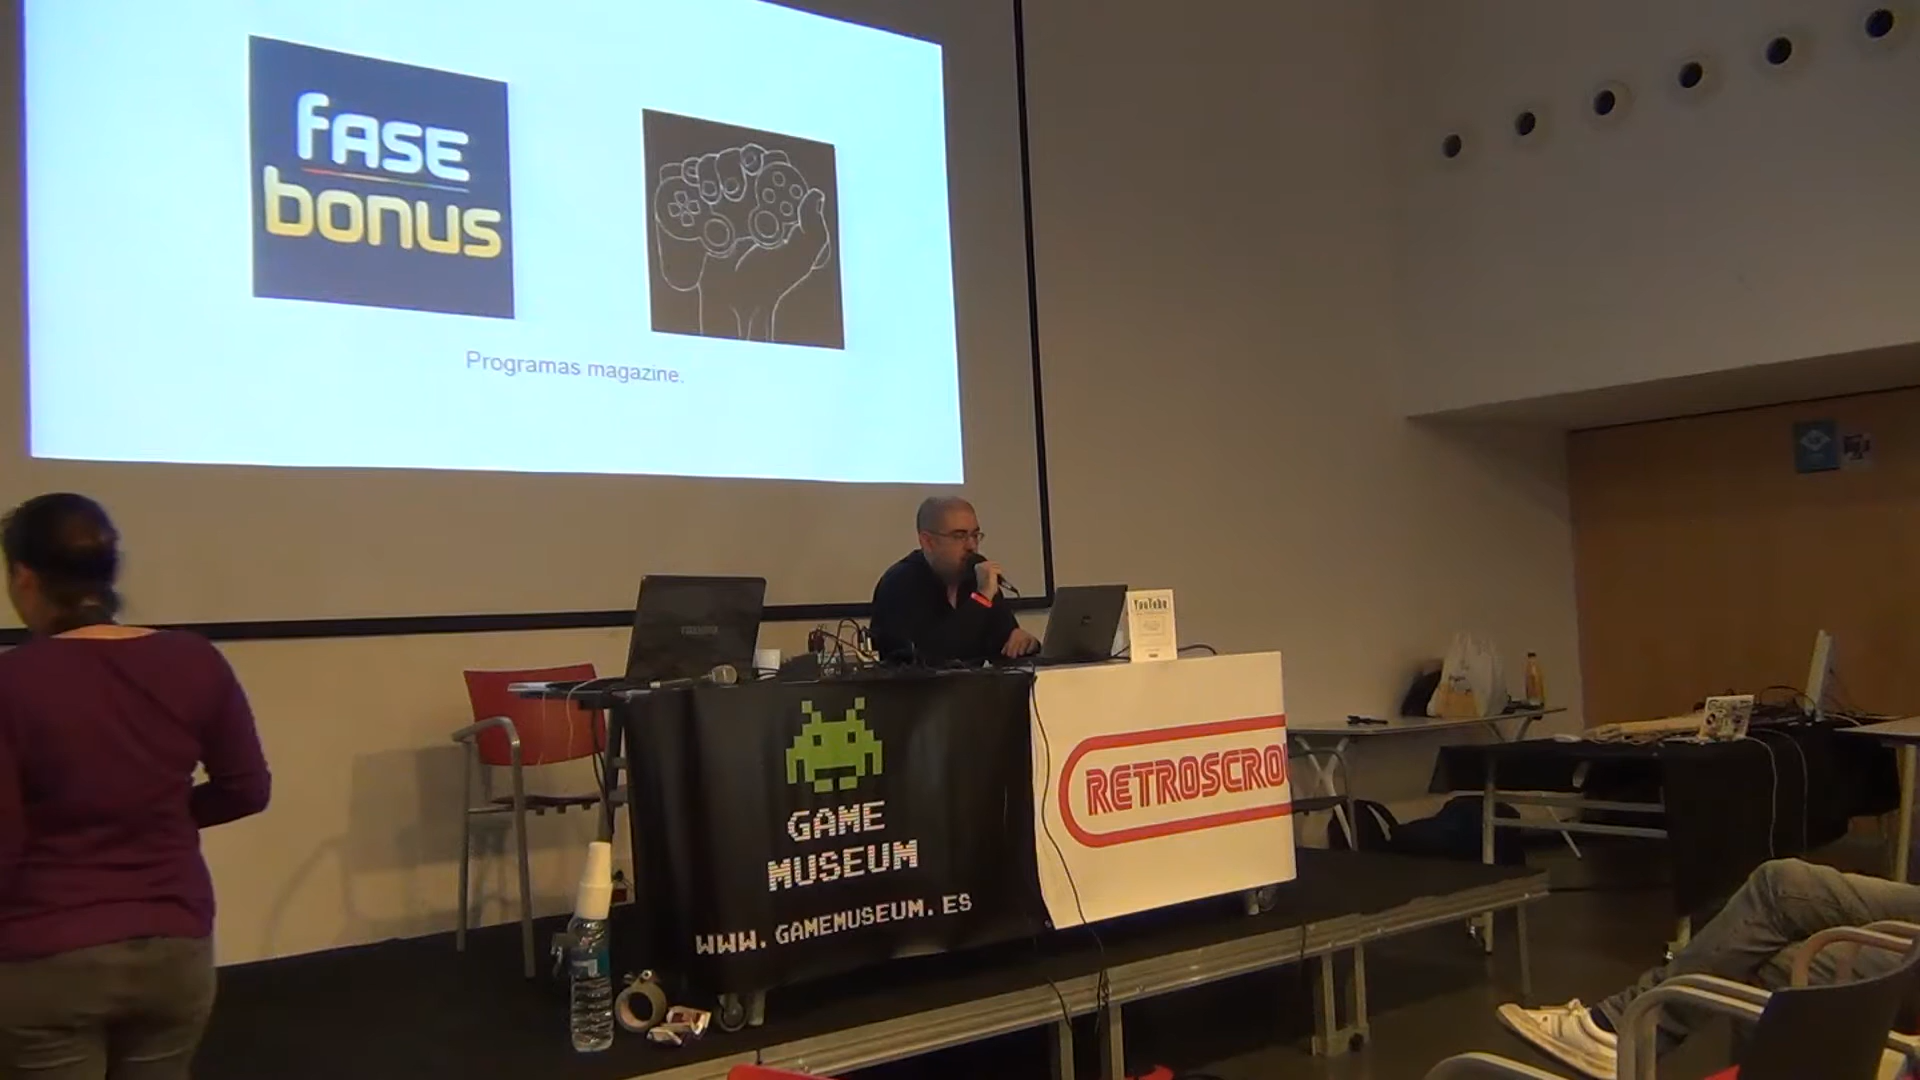 fase
bonus
Programas magazine.
YouTube
GAME
MUSEUM
WWW.GAMEMUSEUM.ES
RETROSCRO